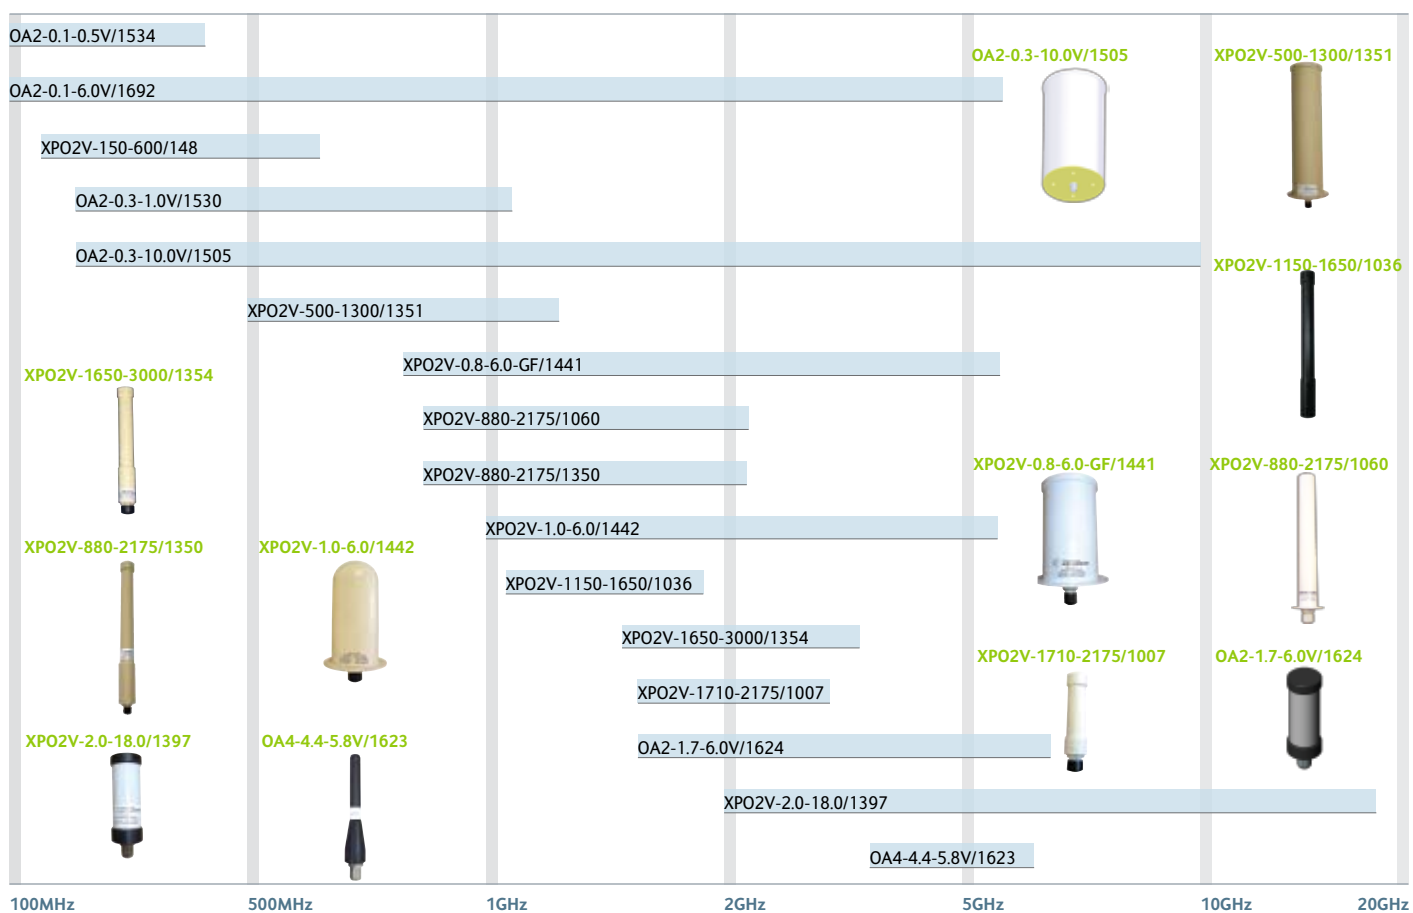 OA2-0.1-0.5V/1534
OA2-0.3-10.0V/1505
XPO2V-500-1300/1351
OA2-0.1-6.0V/1692
XPO2V-150-600/148
OA2-0.3-1.0V/1530
OA2-0.3-10.0V/1505
XPO2V-1150-1650/1036
XPO2V-500-1300/1351
XPO2V-0.8-6.0-GF/1441
XPO2V-1650-3000/1354
XPO2V-880-2175/1060
XPO2V-0.8-6.0-GF/1441
XPO2V-880-2175/1060
XPO2V-880-2175/1350
XPO2V-1.0-6.0/1442
XPO2V-880-2175/1350
XPO2V-1.0-6.0/1442
XPO2V-1150-1650/1036
XPO2V-1650-3000/1354
XPO2V-1710-2175/1007
OA2-1.7-6.0V/1624
XPO2V-1710-2175/1007
XPO2V-2.0-18.0/1397
OA4-4.4-5.8V/1623
OA2-1.7-6.0V/1624
XPO2V-2.0-18.0/1397
OA4-4.4-5.8V/1623
100MHz
500MHz
1GHz
2GHz
5GHz
10GHz
20GHz